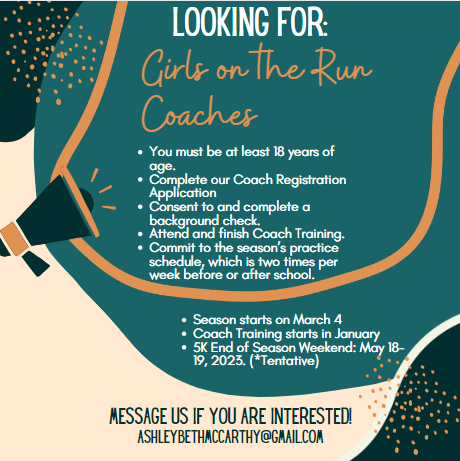 LOOKING FOR:
Girls on the Run
Coaches
• You must be at least 18 years of
age.
• Complete our Coach Registration
Application
• Consent to and complete a
background check.
• Attend and finish Coach Training.
• Commit to the season's practice
schedule, which is two times per
week before or after school.
• Season starts on March 4
• Coach Training starts in January
• 5K End of Season Weekend: May 18-
19, 2023. (*Tentative)
MESSAGE US IF YOU ARE INTERESTED!
ASHLEYBETHMCCARTHY@GMAIL.COM